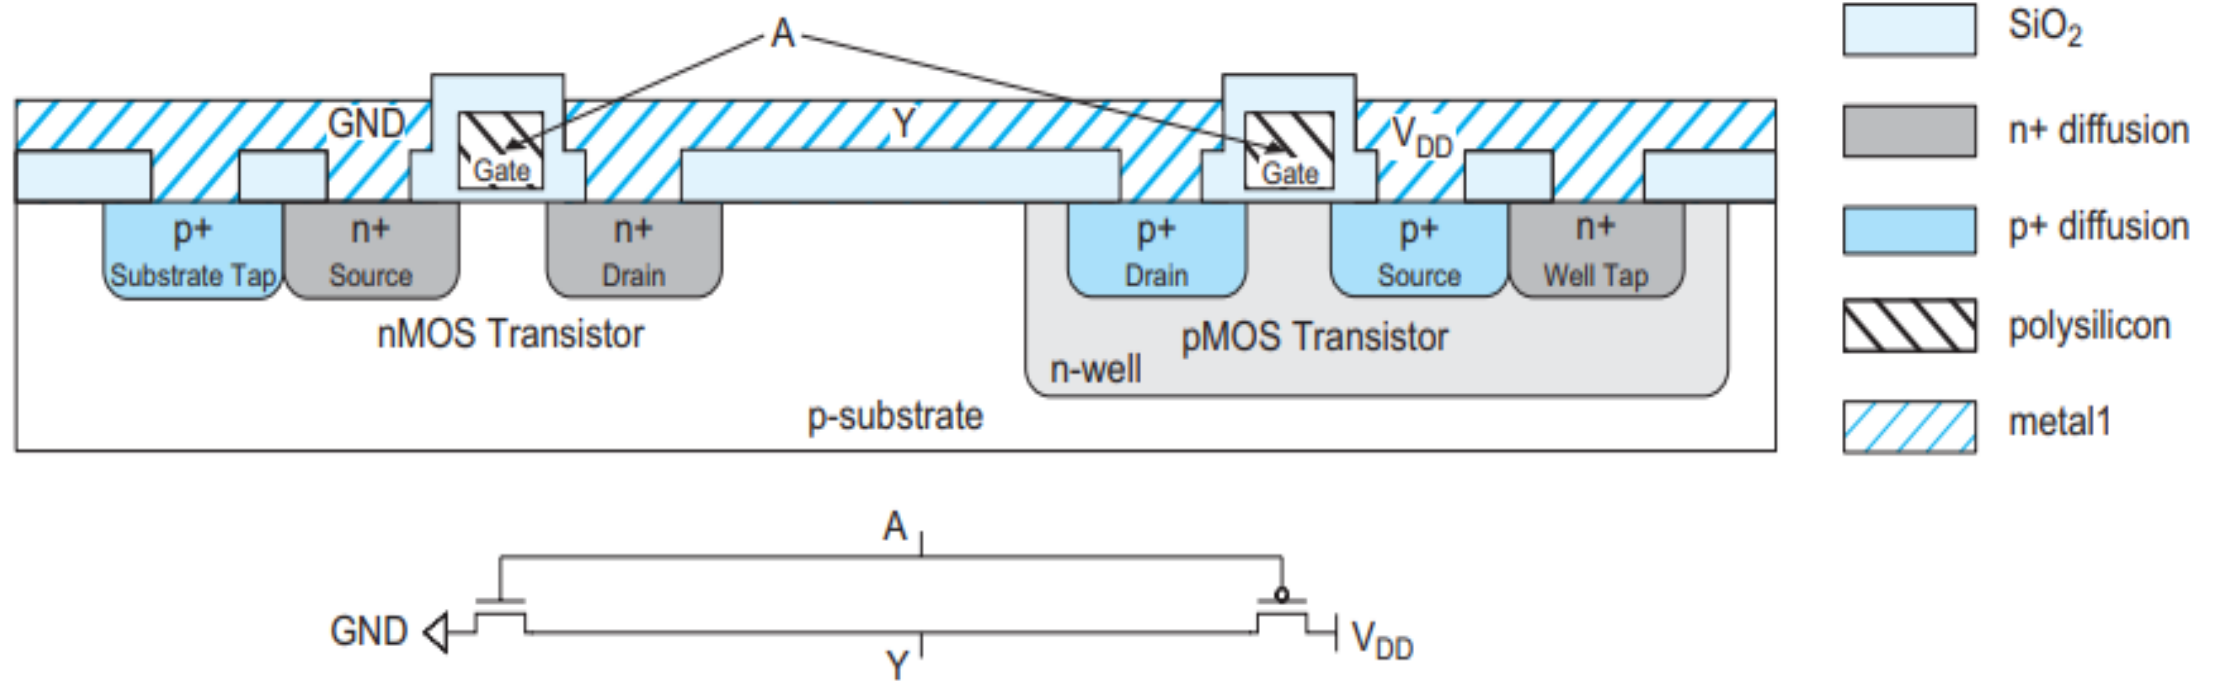 A
SiO2
GND
Y
VDD
n+ diffusion
Gate
Gate
p+
n+
n+
p+
p+
n+
p+ diffusion
Substrate Tap
Source
Drain
Drain
Source
Well Tap
nMOS Transistor
pMOS Transistor
polysilicon
n-well
p-substrate
metal1
A
GND
Y
VDD